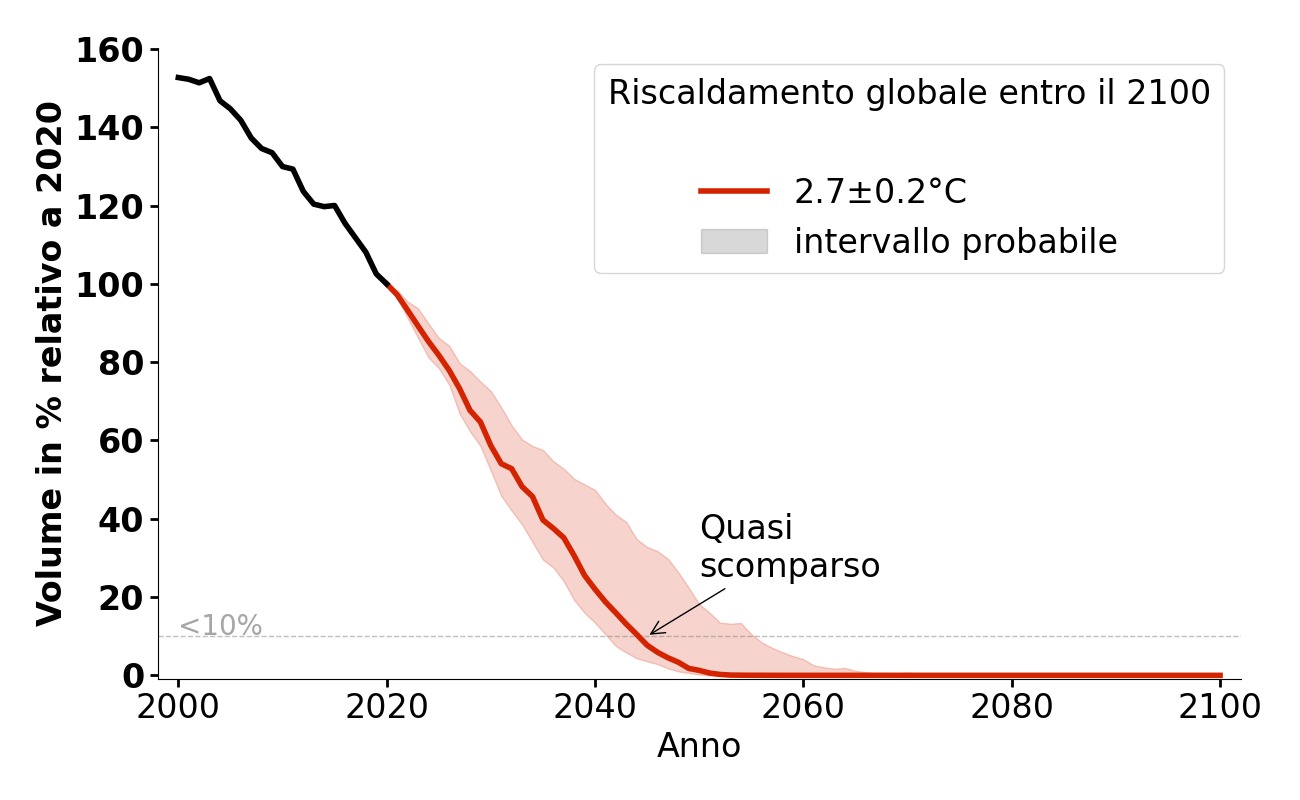 160
140
120
100
80
60
40
20
0
Volume in % relativo a 2020
Riscaldamento globale entro il 2100
2.7±0.2°C
intervallo probabile
Quasi
scomparso
<10%
2000
2020
2040
2060
2080
2100
Anno